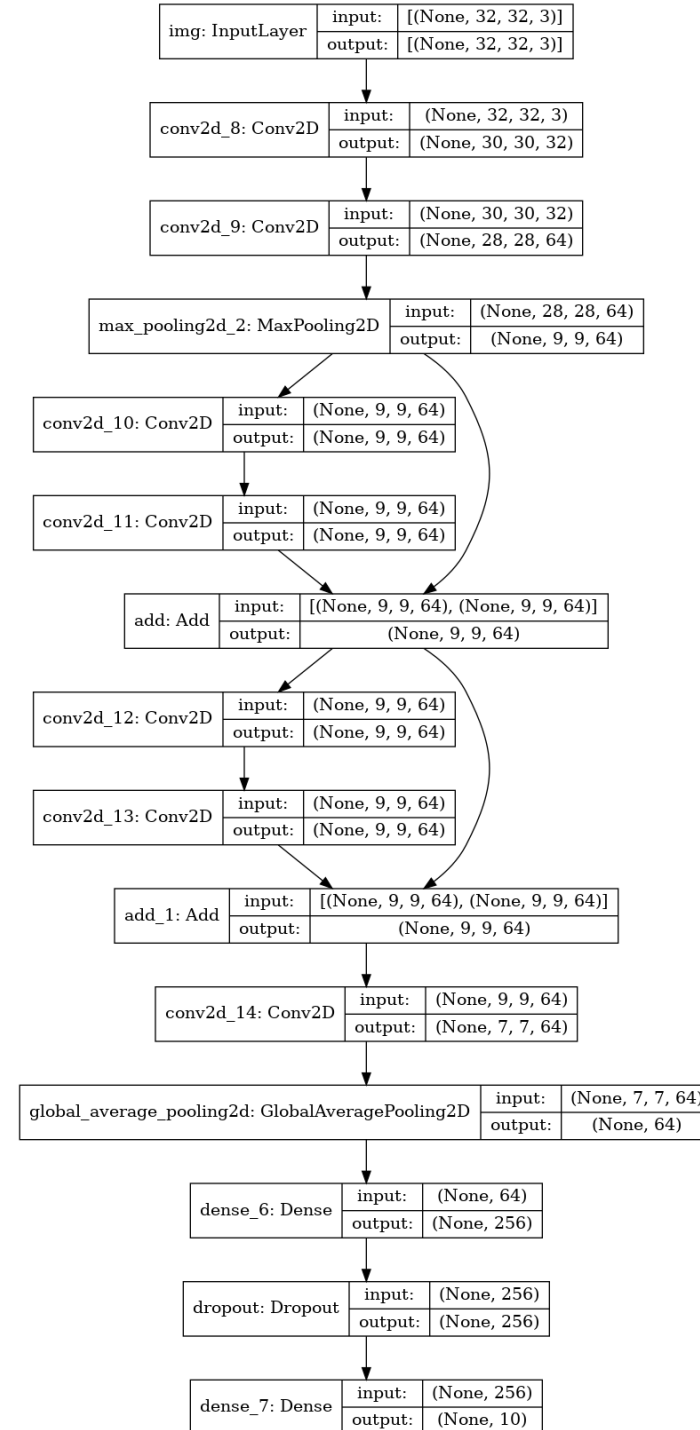 img: InputLayer
input: [(None, 32, 32, 3)]
output: [(None, 32, 32, 3)]
conv2d_8: Conv2D
input: (None, 32, 32, 3)
output: (None, 30, 30, 32)
conv2d_9: Conv2D
input: (None, 30, 30, 32)
output: (None, 28, 28, 64)
max_pooling2d_2: MaxPooling2D
input: (None, 28, 28, 64)
output: (None, 9, 9, 64)
conv2d_10: Conv2D
input: (None, 9, 9, 64)
output: (None, 9, 9, 64)
conv2d_11: Conv2D
input: (None, 9, 9, 64)
output: (None, 9, 9, 64)
add: Add
input: [(None, 9, 9, 64), (None, 9, 9, 64)]
output: (None, 9, 9, 64)
conv2d_12: Conv2D
input: (None, 9, 9, 64)
output: (None, 9, 9, 64)
conv2d_13: Conv2D
input: (None, 9, 9, 64)
output: (None, 9, 9, 64)
add_1: Add
input: [(None, 9, 9, 64), (None, 9, 9, 64)]
output: (None, 9, 9, 64)
conv2d_14: Conv2D
input: (None, 9, 9, 64)
output: (None, 7, 7, 64)
global_average_pooling2d: GlobalAveragePooling2D
input: (None, 7, 7, 64)
output: (None, 64)
dense_6: Dense
input: (None, 64)
output: (None, 256)
dropout: Dropout
input: (None, 256)
output: (None, 256)
dense_7: Dense
input: (None, 256)
output: (None, 10)